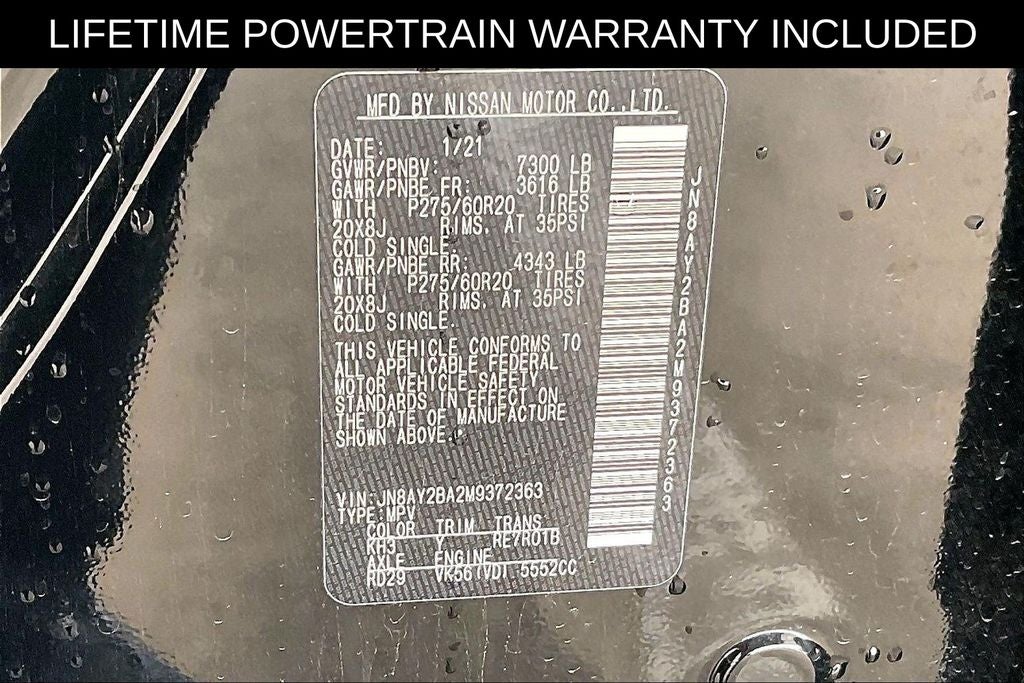 LIFETIME POWERTRAIN WARRANTY INCLUDED
MFD BY NISSAN MOTOR CO.,LTD.
DATE: 1/21
GVWR/PNBV: 7300 LB
GAWR/PNBE FR: 3616 LB
WITH P275/60R20 TIRES
20X8J RIMS, AT 35PSI
COLD SINGLE.
GAWR/PNBE RR: 4343 LB
WITH P275/60R20 TIRES
20X8J RIMS, AT 35PSI
COLD SINGLE.
THIS VEHICLE CONFORMS TO
ALL APPLICABLE FEDERAL
MOTOR VEHICLE SAFETY
STANDARDS IN EFFECT ON
THE DATE OF MANUFACTURE
SHOWN ABOVE.
VIN:JN8AY2BA2M9372363
TYPE:MPV
COLOR TRIM TRANS
KH3 Y RE7R01B
AXLE ENGINE
RD29 VK56(VD) 5552CC
JN8AY2BA2M9372363